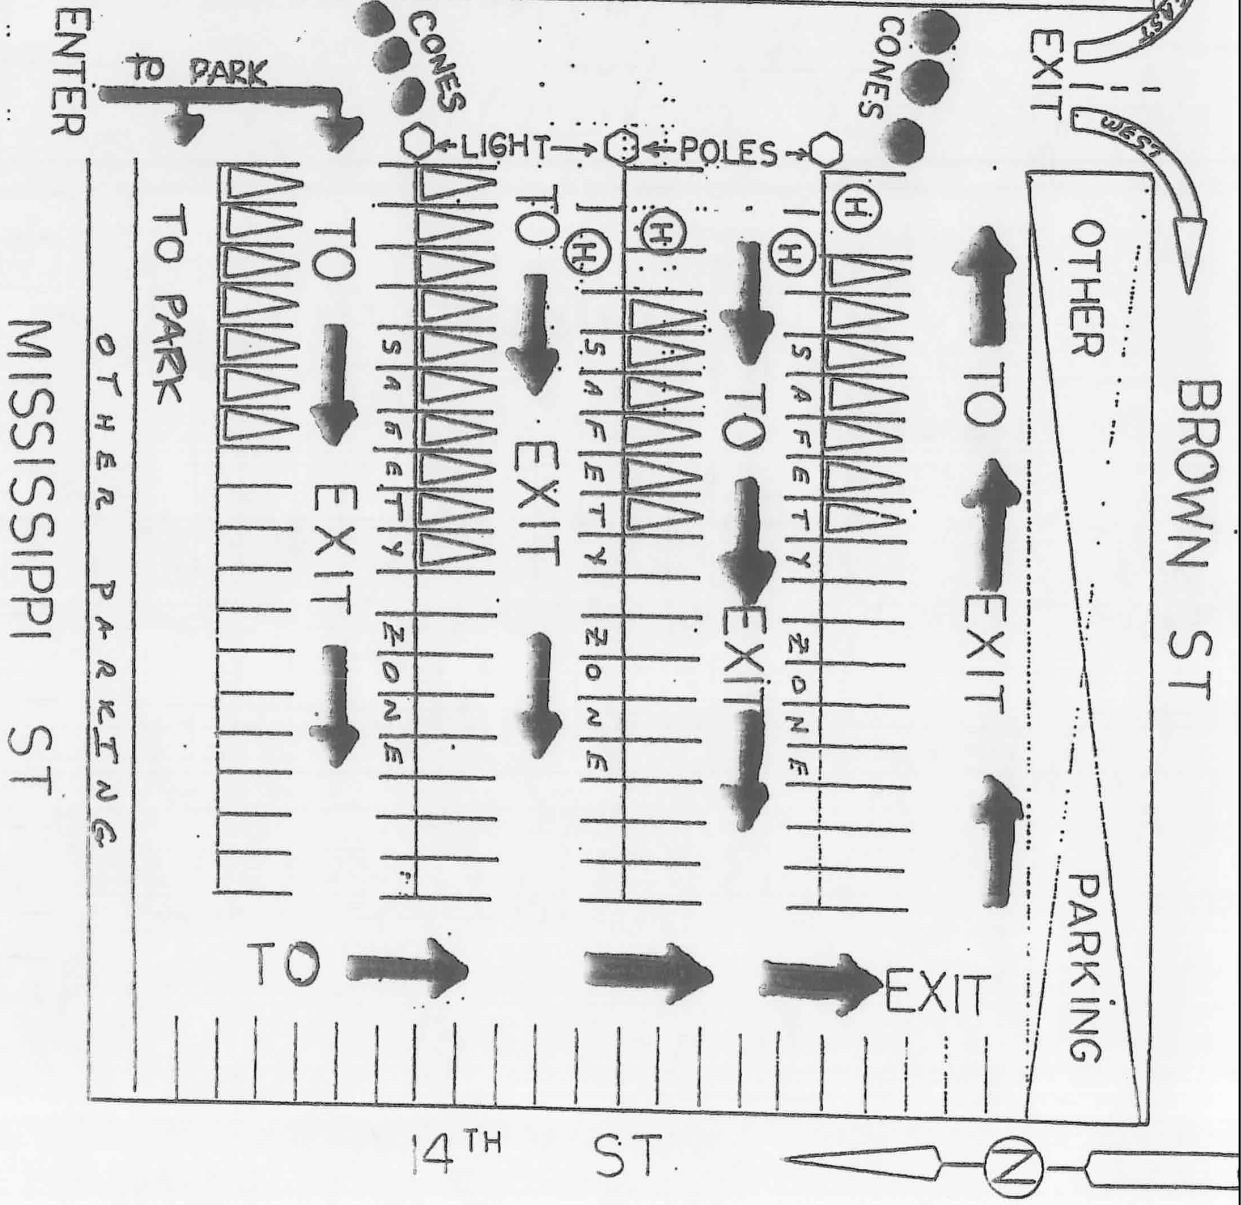 EAST
WEST
EXIT
BROWN ST
OTHER
PARKING
CONES
TO EXIT
H
H
SAFETY ZONE
LIGHT POLES
TO EXIT
H
H
SAFETY ZONE
CONES
TO EXIT
SAFETY ZONE
TO EXIT
TO PARK
ENTER
TO PARK
OTHER PARKING
MISSISSIPPI ST
TO EXIT
14TH ST.
N